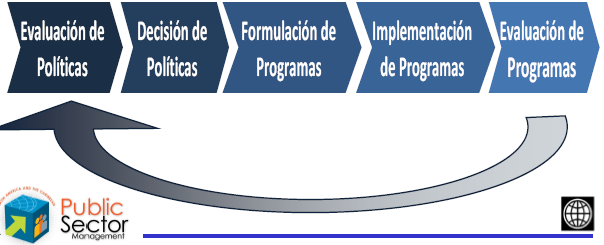 Evaluación de
Políticas
Decisión de
Políticas
Formulación de
Programas
Implementación
de Programas
Evaluación de
Programas
Public
Sector
Management